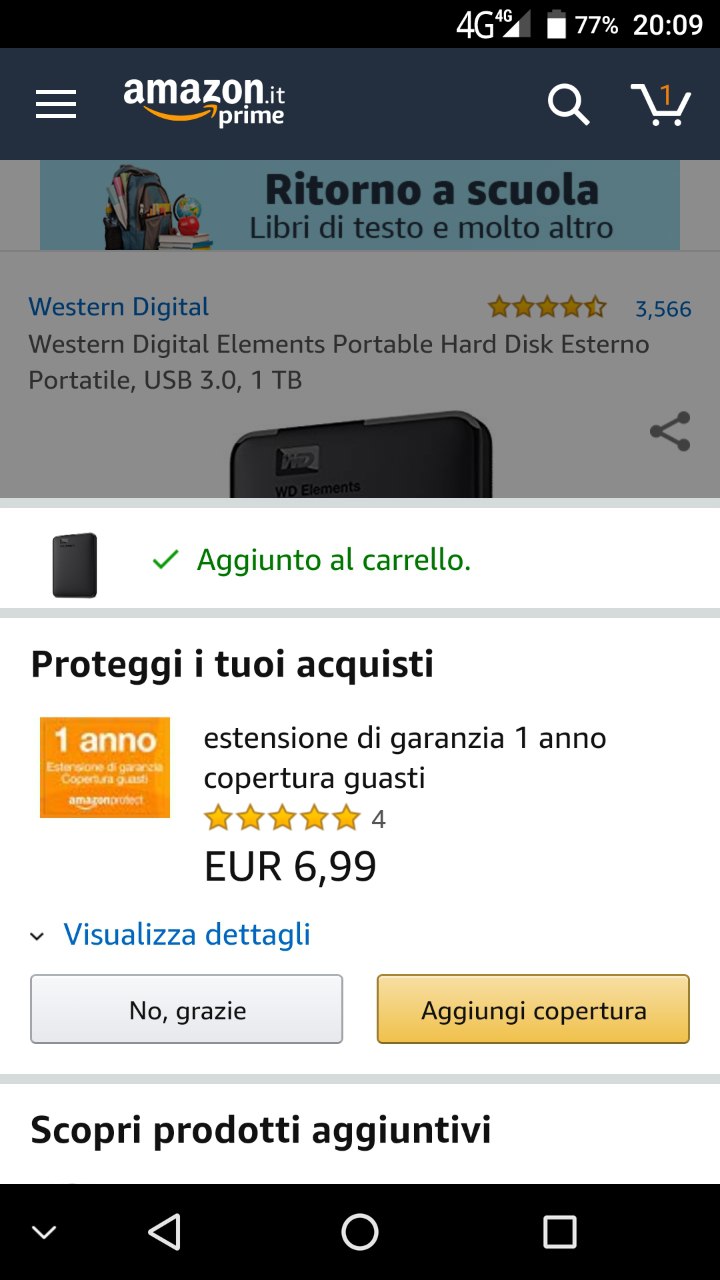 4G 4G 77% 20:09
amazon.it
prime
1
Ritorno a scuola
Libri di testo e molto altro
Western Digital 3,566
Western Digital Elements Portable Hard Disk Esterno
Portatile, USB 3.0, 1 TB
WD
WD Elements
Aggiunto al carrello.
Proteggi i tuoi acquisti
1 anno
Estensione di garanzia
Copertura guasti
amazonprotect
estensione di garanzia 1 anno
copertura guasti
4
EUR 6,99
Visualizza dettagli
No, grazie
Aggiungi copertura
Scopri prodotti aggiuntivi